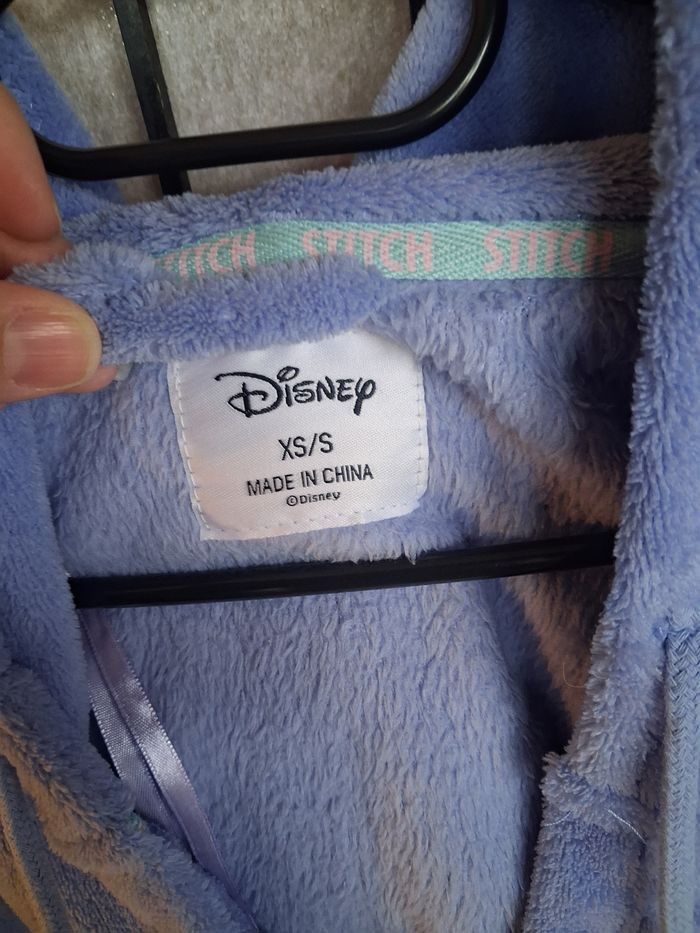 STITCH STITCH STITCH
Disney
XS/S
MADE IN CHINA
©Disney